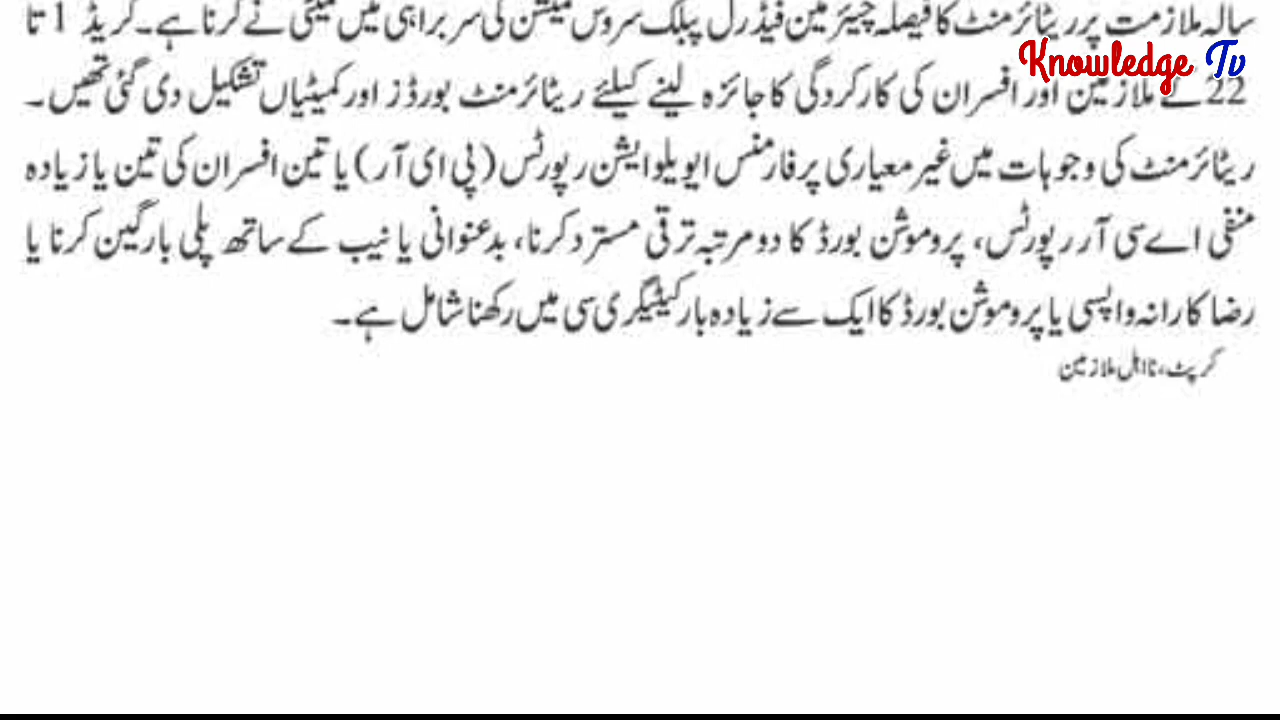 سالہ ملازمت پر ریٹائرمنٹ کا فیصلہ چیئرمین فیڈرل پبلک سروس کمیشن کی سربراہی میں کمیٹی نے کرنا ہے۔ گریڈ 1 تا
Knowledge Tv
22 کے ملازمین اور افسران کی کارکردگی کا جائزہ لینے کیلئے ریٹائرمنٹ بورڈز اور کمیٹیاں تشکیل دی گئی تھیں۔
ریٹائرمنٹ کی وجوہات میں غیر معیاری پرفارمنس ایویلوایشن رپورٹس (پی ای آر) یا تین افسران کی تین یا زیادہ
منفی اے سی آر رپورٹس، پروموشن بورڈ کا دو مرتبہ ترقی مسترد کرنا، بدعنوانی یا نیب کے ساتھ پلی بارگین کرنا یا
رضا کارانہ واپسی یا پروموشن بورڈ کا ایک سے زیادہ بار کیٹیگری سی میں رکھنا شامل ہے۔
کرپٹ، نااہل ملازمین